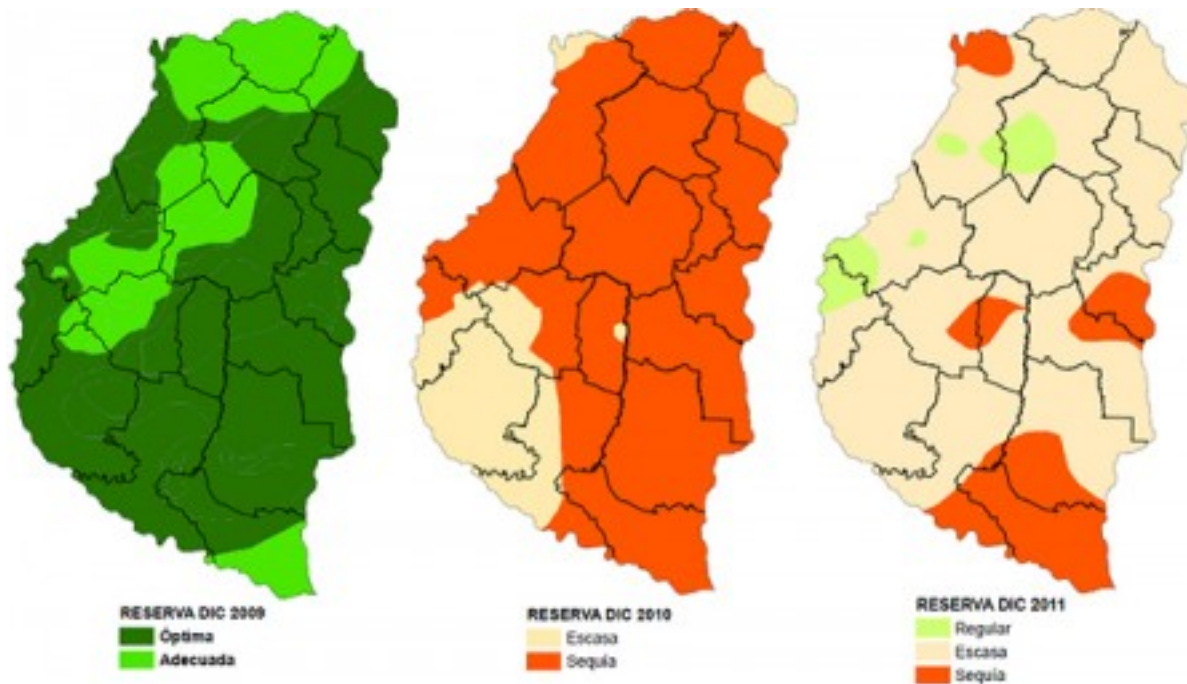 RESERVA DIC 2009
Óptima
Adecuada
RESERVA DIC 2010
Escasa
Sequía
RESERVA DIC 2011
Regular
Escasa
Sequía